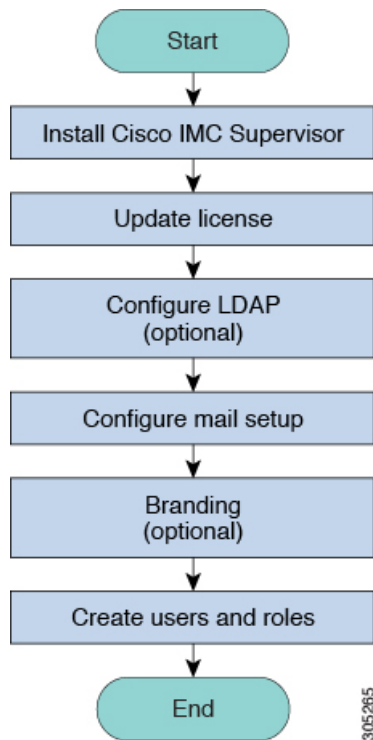 Start
Install Cisco IMC Supervisor
Update license
Configure LDAP
(optional)
Configure mail setup
Branding
(optional)
Create users and roles
End
305265